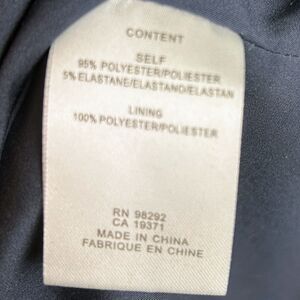 CONTENT
SELF
95% POLYESTER/POLIESTER
5% ELASTANE/ELASTANO/ELASTAN
LINING
100% POLYESTER/POLIESTER
RN 98292
CA 19371
MADE IN CHINA
FABRIQUE EN CHINE